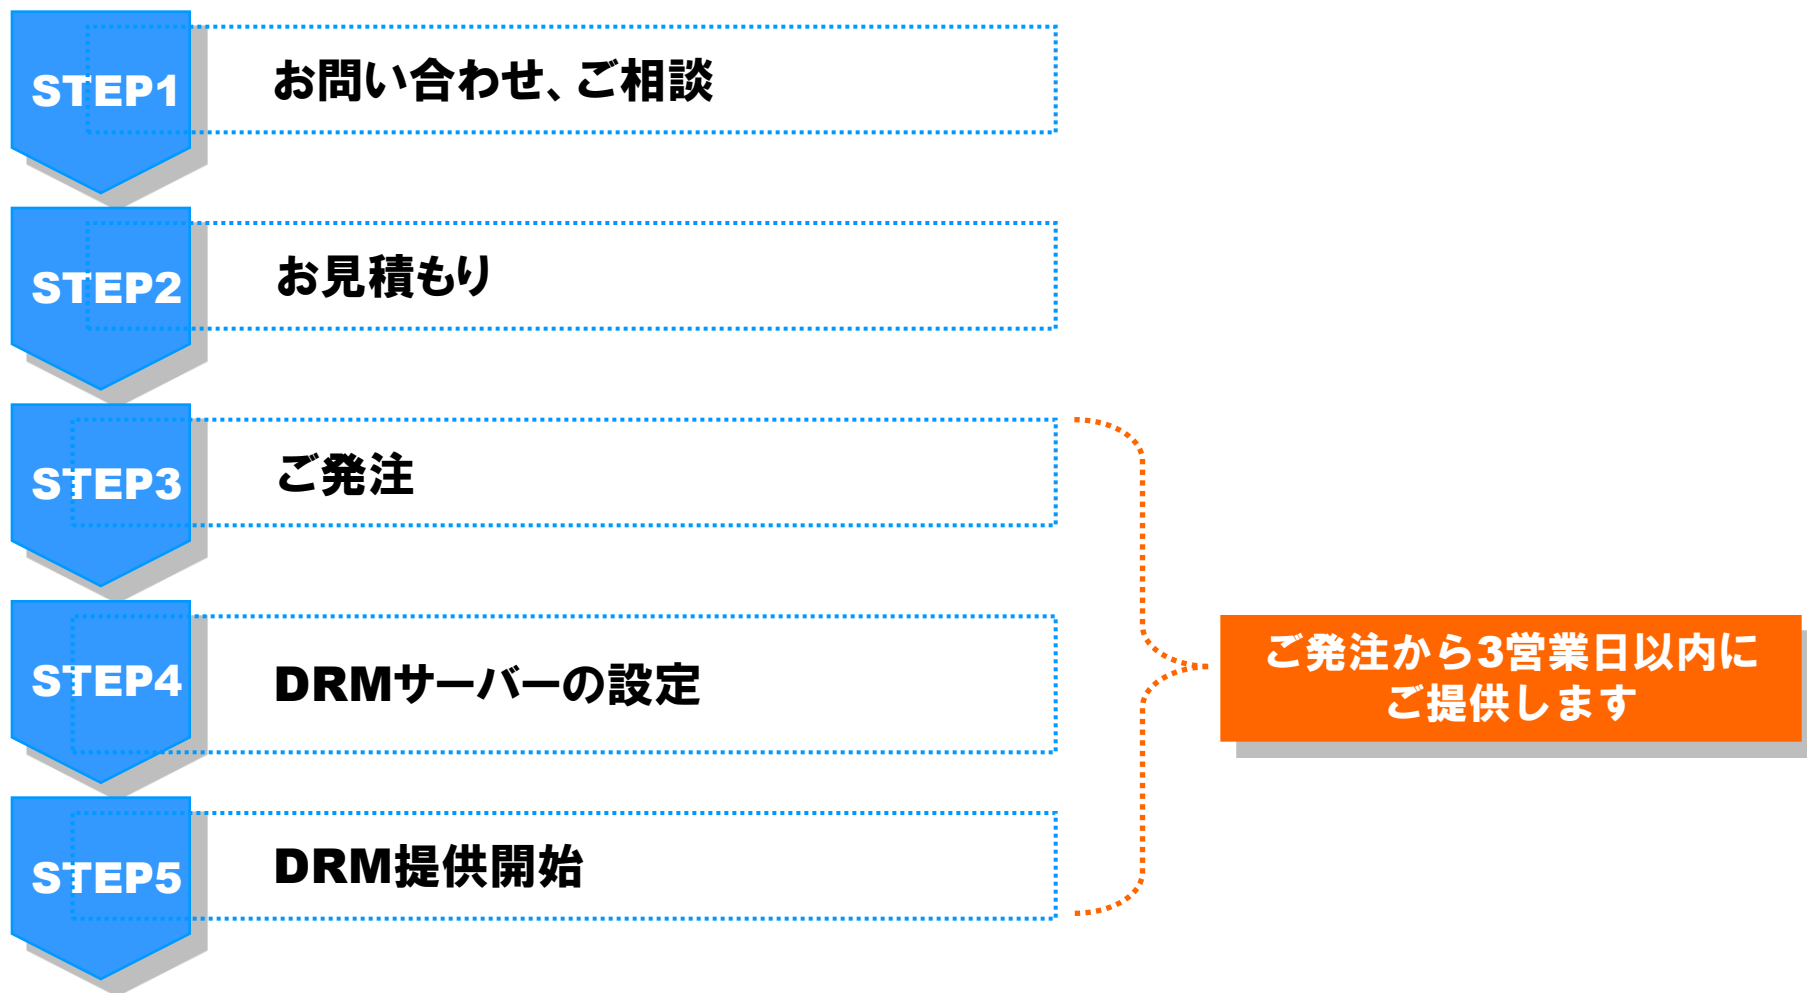 STEP1
お問い合わせ、ご相談
STEP2
お見積もり
STEP3
ご発注
STEP4
DRMサーバーの設定
STEP5
DRM提供開始
ご発注から3営業日以内に
ご提供します